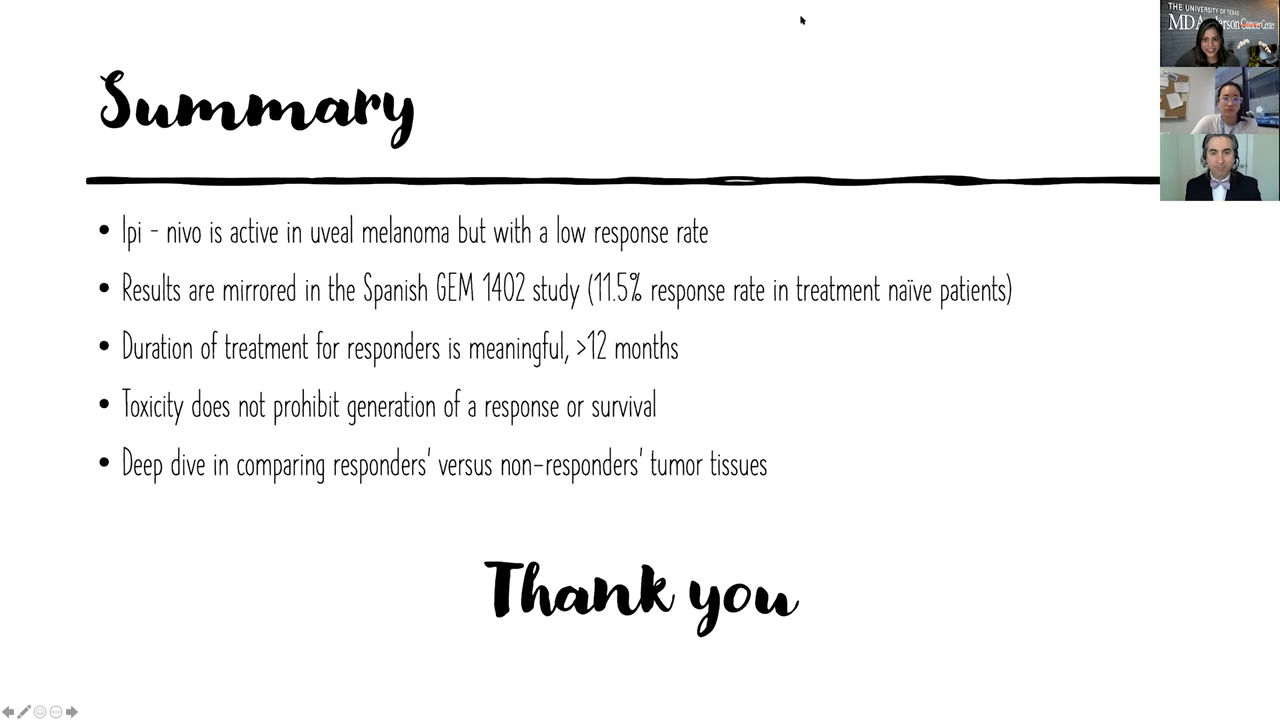 THE UNIVERSITY OF TEXAS
MD Anderson Cancer Center
Summary
• Ipi - nivo is active in uveal melanoma but with a low response rate
• Results are mirrored in the Spanish GEM 1402 study (11.5% response rate in treatment naïve patients)
• Duration of treatment for responders is meaningful, >12 months
• Toxicity does not prohibit generation of a response or survival
• Deep dive in comparing responders' versus non-responders' tumor tissues
Thank you